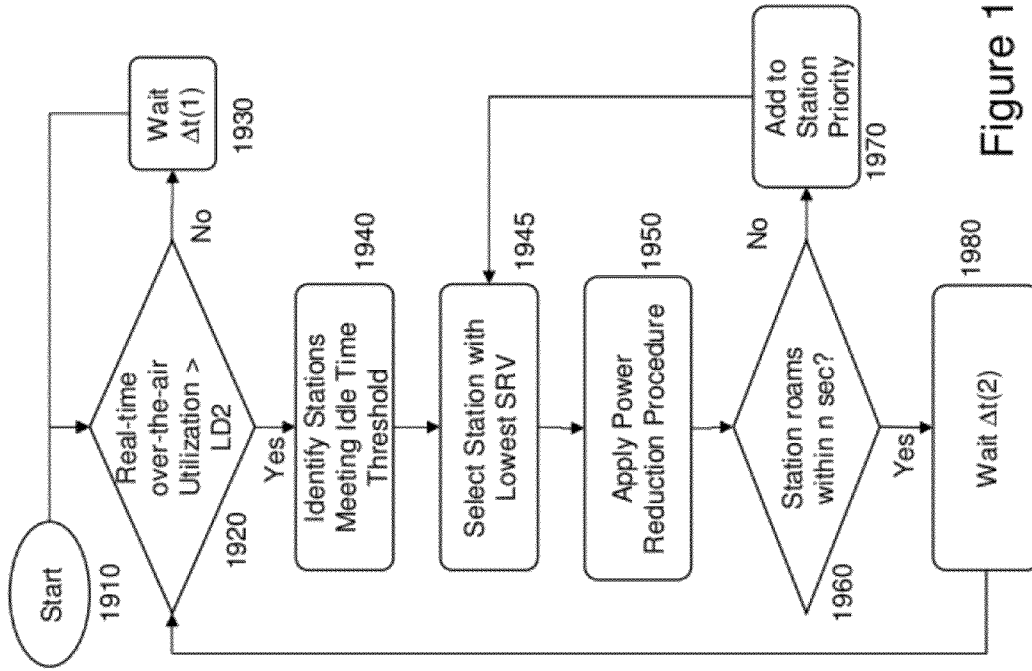 Start
1910
Real-time
over-the-air
Utilization >
LD2
1920
No
Wait
Δt(1)
1930
Yes
Identify Stations
Meeting Idle Time
Threshold
1940
Select Station with
Lowest SRV
1945
Apply Power
Reduction Procedure
1950
Station roams
within n sec?
1960
No
Add to
Station
Priority
1970
Yes
Wait Δt(2)
1980
Figure 1